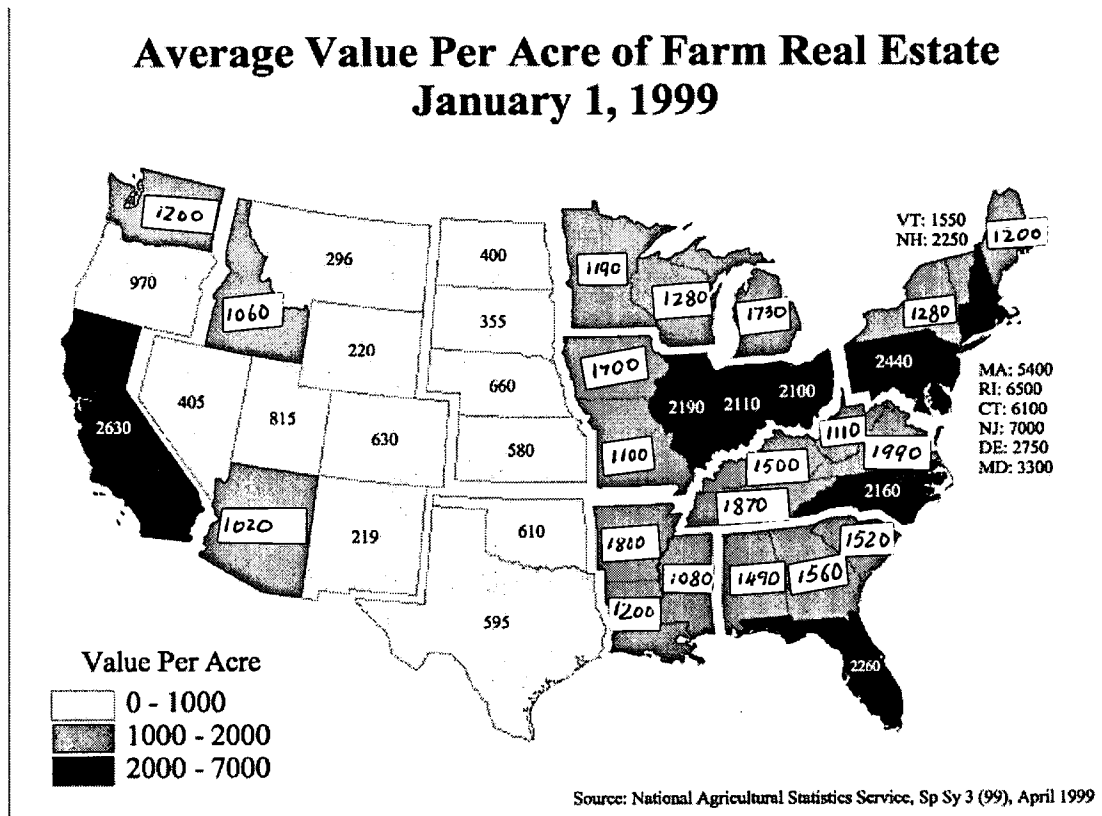 Average Value Per Acre of Farm Real Estate
January 1, 1999
VT: 1550
NH: 2250
1200
1200
296
400
1190
970
1060
1280
1730
1280
355
220
1700
2440
MA: 5400
RI: 6500
CT: 6100
NJ: 7000
DE: 2750
MD: 3300
660
2190
2110
2100
405
815
2630
630
580
1100
1110
1990
1500
2160
1870
1020
219
610
1800
1520
1080
1490
1560
1200
595
2260
Value Per Acre
0 - 1000
1000 - 2000
2000 - 7000
Source: National Agricultural Statistics Service, Sp Sy 3 (99), April 1999